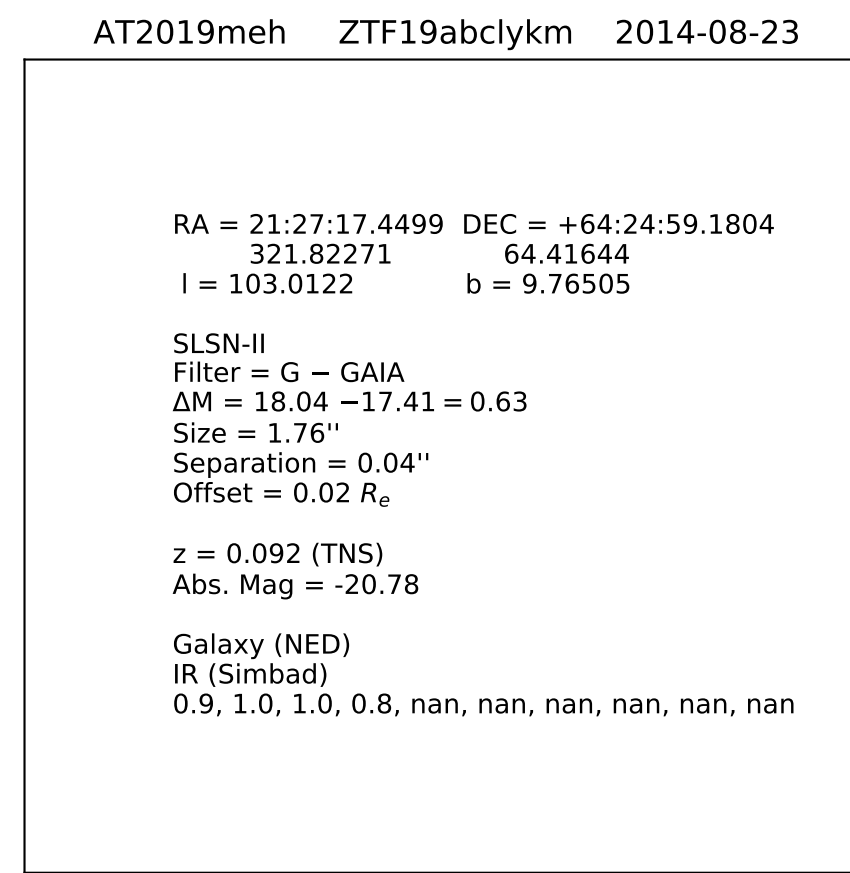 AT2019meh ZTF19abclykm 2014-08-23
RA = 21:27:17.4499 DEC = +64:24:59.1804
321.82271 64.41644
l = 103.0122 b = 9.76505
SLSN-II
Filter = G − GAIA
ΔM = 18.04 −17.41 = 0.63
Size = 1.76''
Separation = 0.04''
Offset = 0.02 Re
z = 0.092 (TNS)
Abs. Mag = -20.78
Galaxy (NED)
IR (Simbad)
0.9, 1.0, 1.0, 0.8, nan, nan, nan, nan, nan, nan